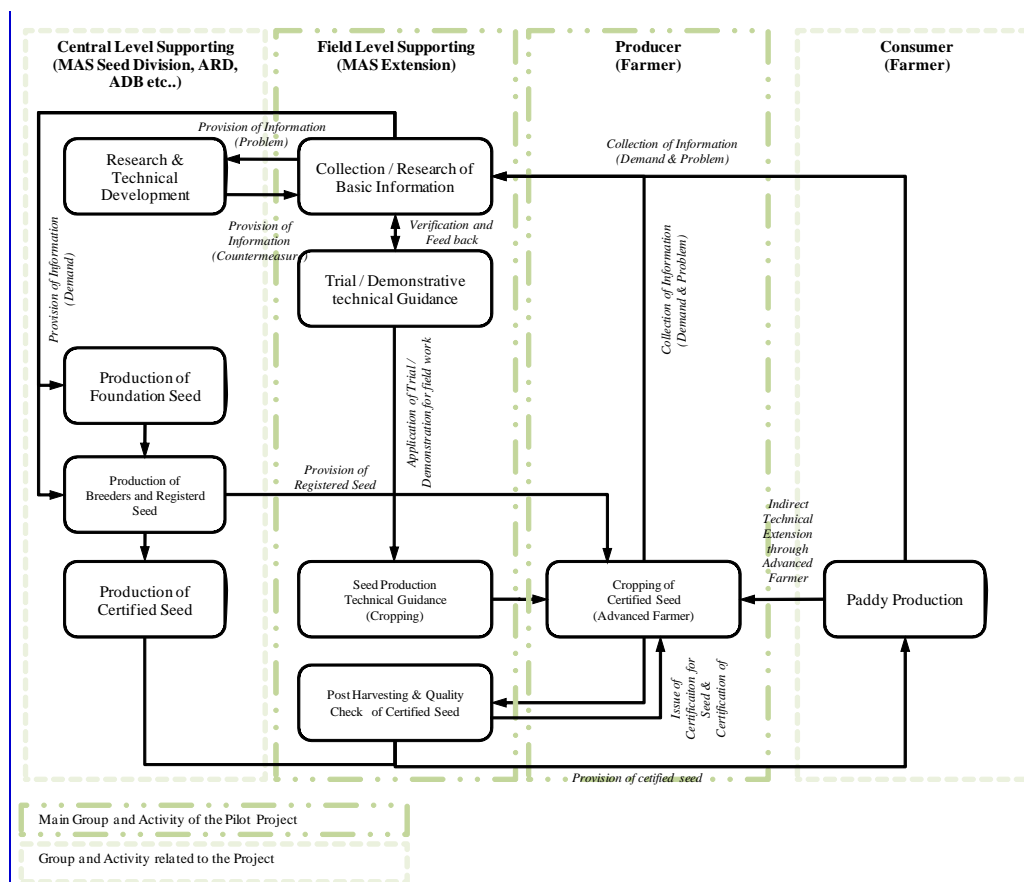 Central Level Supporting
(MAS Seed Division, ARD,
ADB etc..)
Field Level Supporting
(MAS Extension)
Producer
(Farmer)
Consumer
(Farmer)
Provision of Information
(Problem)
Research &
Technical
Development
Collection / Research of
Basic Information
Collection of Information
(Demand & Problem)
Provision of
Information
(Countermeasure)
Verification and
Feed back
Provision of Information
(Demand)
Trial / Demonstrative
technical Guidance
Collection of Information
(Demand & Problem)
Production of
Foundation Seed
Application of Trial /
Demonstration for field work
Production of
Breeders and Registerd
Seed
Provision of
Registered Seed
Indirect
Technical
Extension
through
Advanced
Farmer
Production of
Certified Seed
Seed Production
Technical Guidance
(Cropping)
Cropping of
Certified Seed
(Advanced Farmer)
Paddy Production
Post Harvesting & Quality
Check of Certified Seed
Issue of
Certificaiton for
Seed &
Certification of
Provision of cetified seed
Main Group and Activity of the Pilot Project
Group and Activity related to the Project